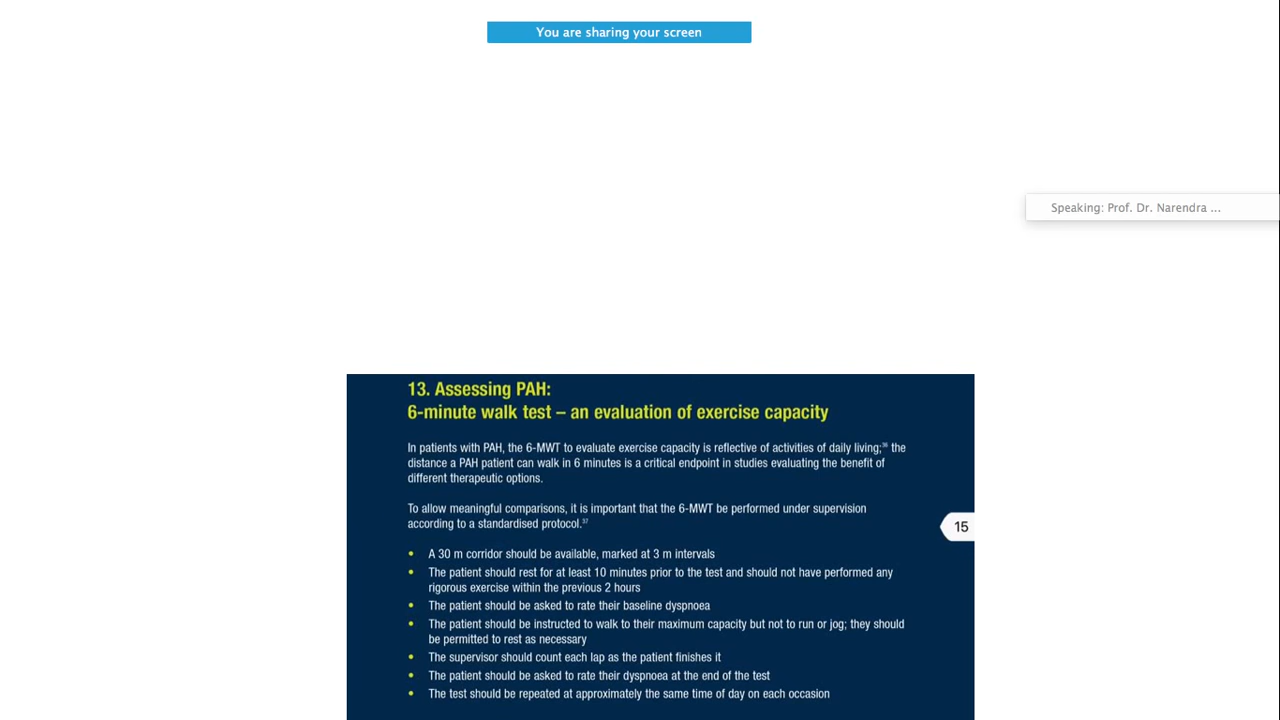 You are sharing your screen
Speaking: Prof. Dr. Narendra ...
13. Assessing PAH:
6-minute walk test – an evaluation of exercise capacity
In patients with PAH, the 6-MWT to evaluate exercise capacity is reflective of activities of daily living;³⁶ the
distance a PAH patient can walk in 6 minutes is a critical endpoint in studies evaluating the benefit of
different therapeutic options.
To allow meaningful comparisons, it is important that the 6-MWT be performed under supervision
according to a standardised protocol.³⁷
15
• A 30 m corridor should be available, marked at 3 m intervals
• The patient should rest for at least 10 minutes prior to the test and should not have performed any
rigorous exercise within the previous 2 hours
• The patient should be asked to rate their baseline dyspnoea
• The patient should be instructed to walk to their maximum capacity but not to run or jog; they should
be permitted to rest as necessary
• The supervisor should count each lap as the patient finishes it
• The patient should be asked to rate their dyspnoea at the end of the test
• The test should be repeated at approximately the same time of day on each occasion